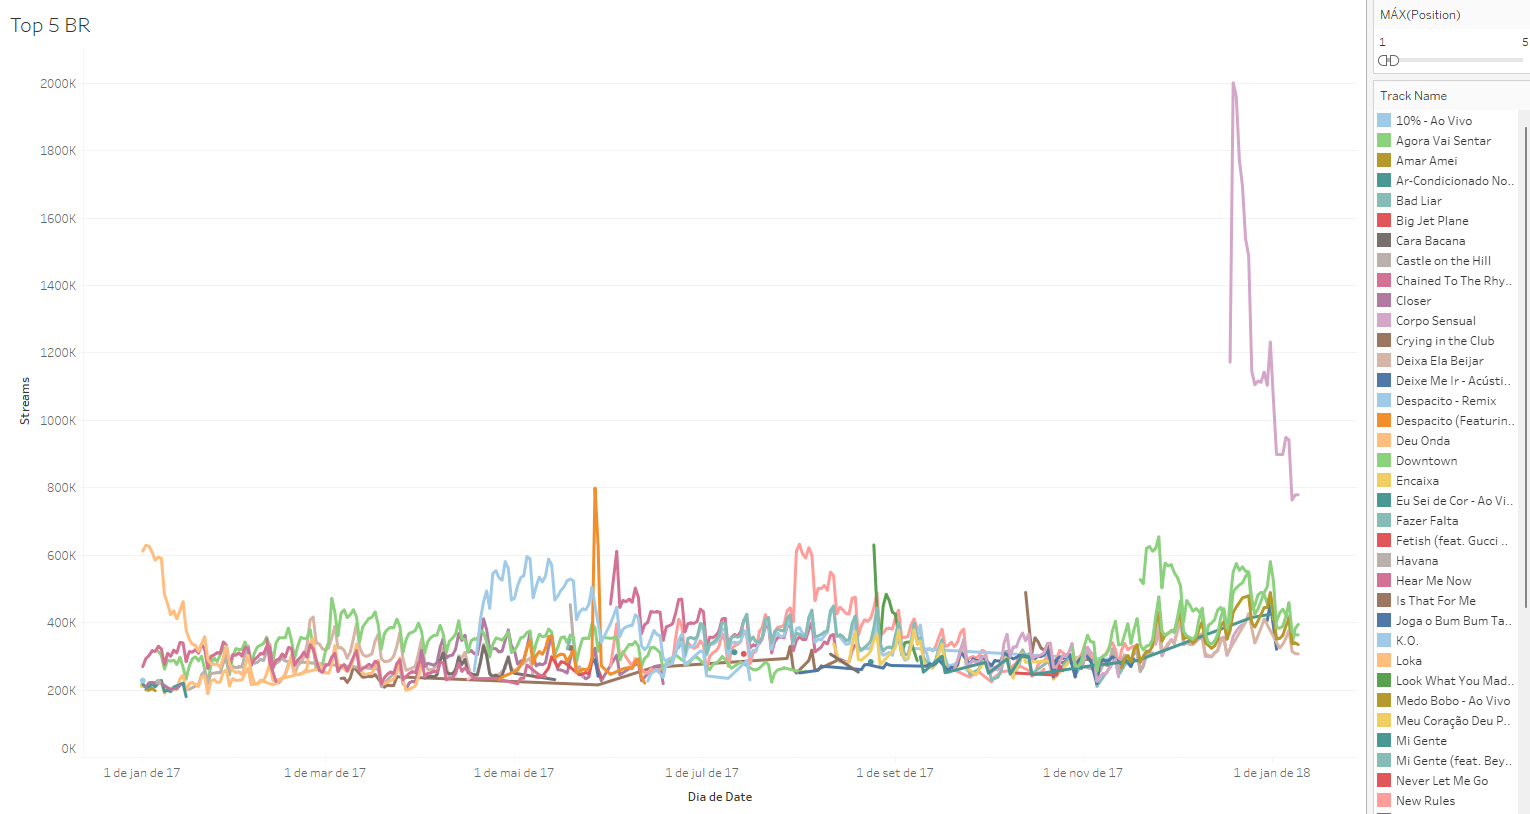 Top 5 BR
2000K
1800K
1600K
1400K
1200K
1000K
800K
600K
400K
200K
0K
Streams
1 de jan de 17
1 de mar de 17
1 de mai de 17
1 de jul de 17
1 de set de 17
1 de nov de 17
1 de jan de 18
Dia de Date
MÁX(Position)
1 5
Track Name
10% - Ao Vivo
Agora Vai Sentar
Amar Amei
Ar-Condicionado No..
Bad Liar
Big Jet Plane
Cara Bacana
Castle on the Hill
Chained To The Rhy..
Closer
Corpo Sensual
Crying in the Club
Deixa Ela Beijar
Deixe Me Ir - Acústi..
Despacito - Remix
Despacito (Featurin..
Deu Onda
Downtown
Encaixa
Eu Sei de Cor - Ao Vi..
Fazer Falta
Fetish (feat. Gucci ..
Havana
Hear Me Now
Is That For Me
Joga o Bum Bum Ta..
K.O.
Loka
Look What You Mad..
Medo Bobo - Ao Vivo
Meu Coração Deu P..
Mi Gente
Mi Gente (feat. Bey..
Never Let Me Go
New Rules